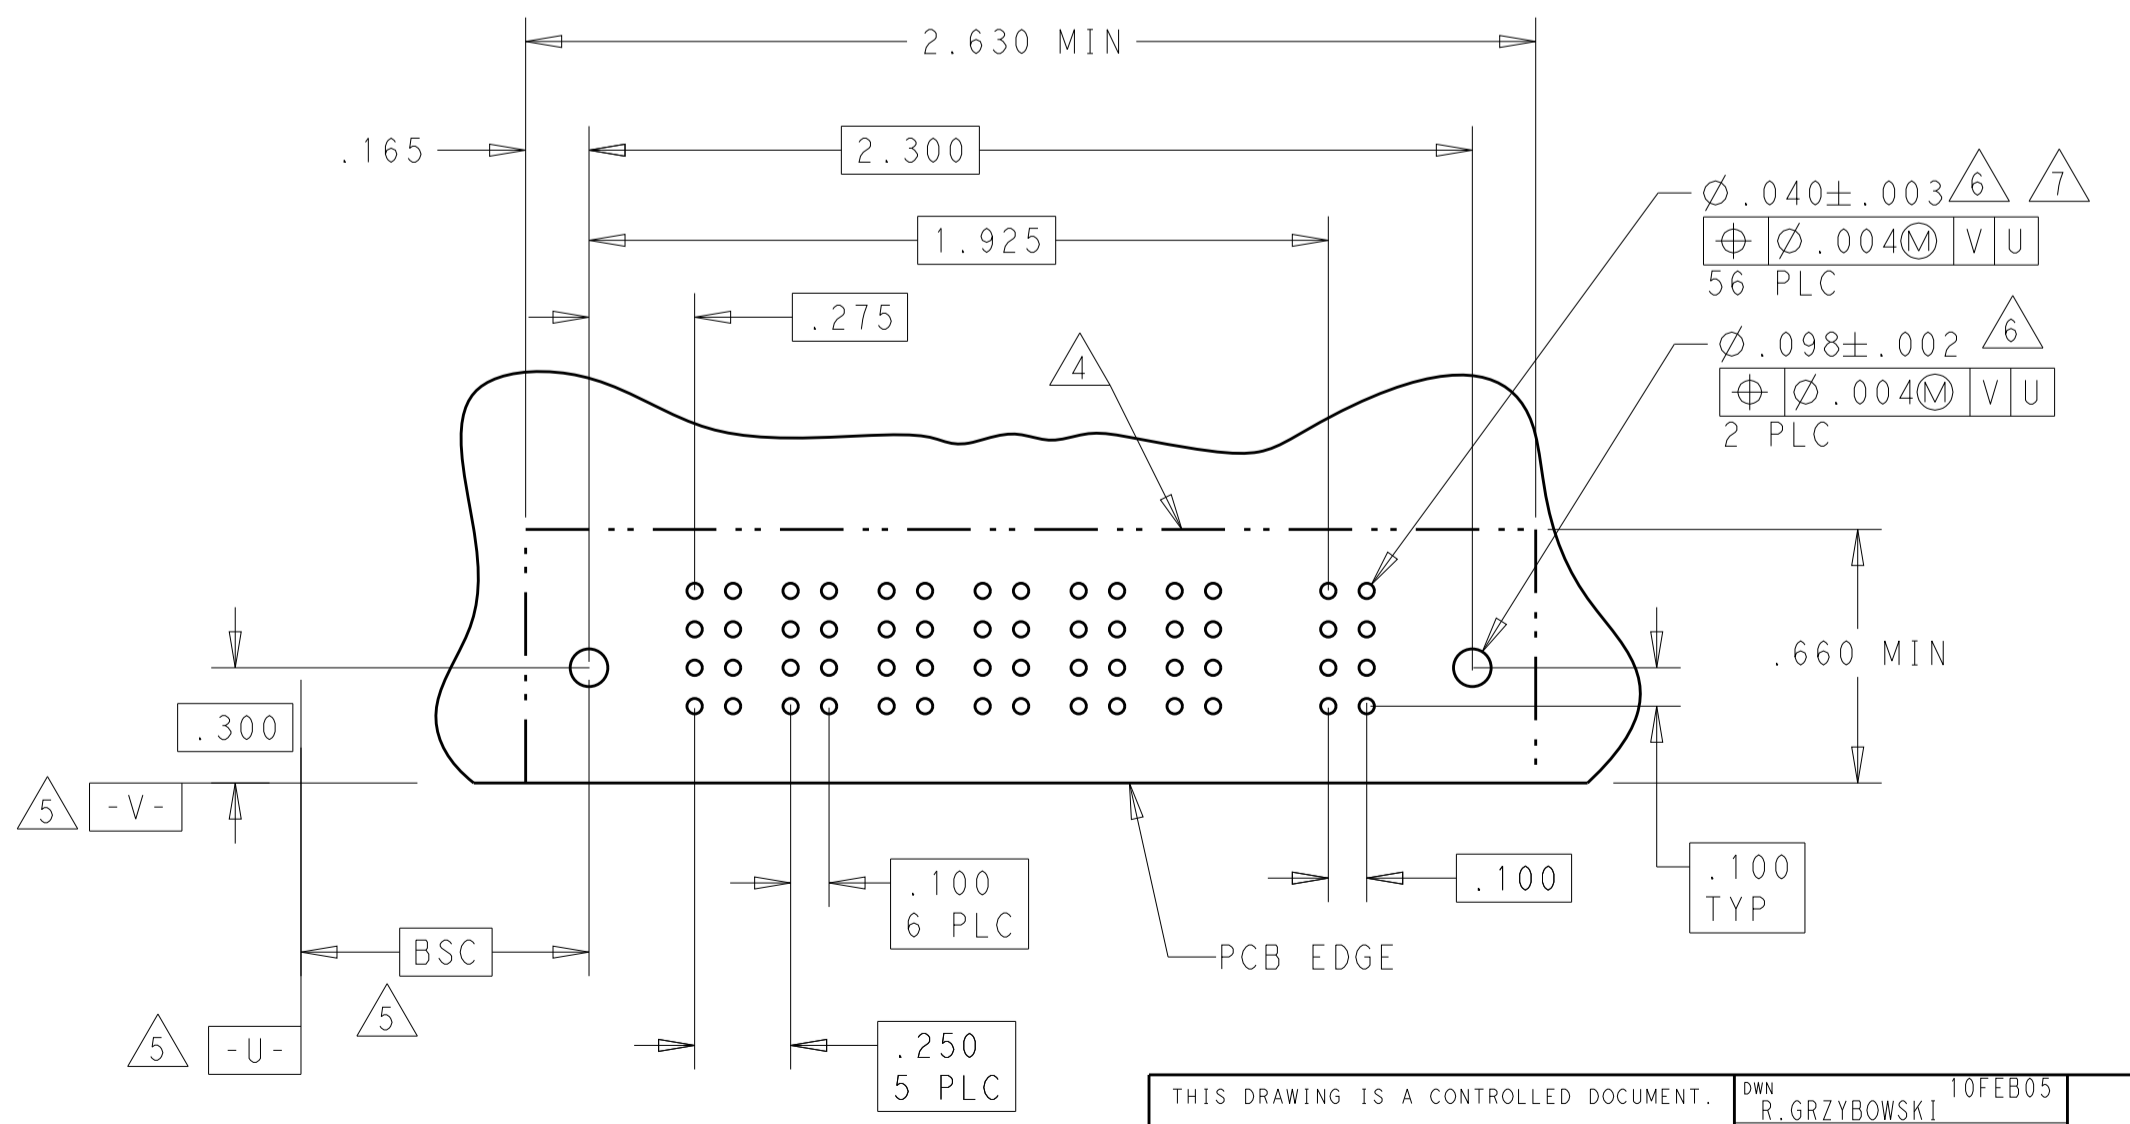 2.630 MIN
.165
2.300
1.925
.275
4
Ø.040±.003 6 7
⌖ Ø.004Ⓜ V U
56 PLC
Ø.098±.002 6
⌖ Ø.004Ⓜ V U
2 PLC
.660 MIN
.300
5 -V-
.100
6 PLC
.100
.100
TYP
BSC
PCB EDGE
5
5 -U-
.250
5 PLC
THIS DRAWING IS A CONTROLLED DOCUMENT.
DWN 10FEB05
R.GRZYBOWSKI